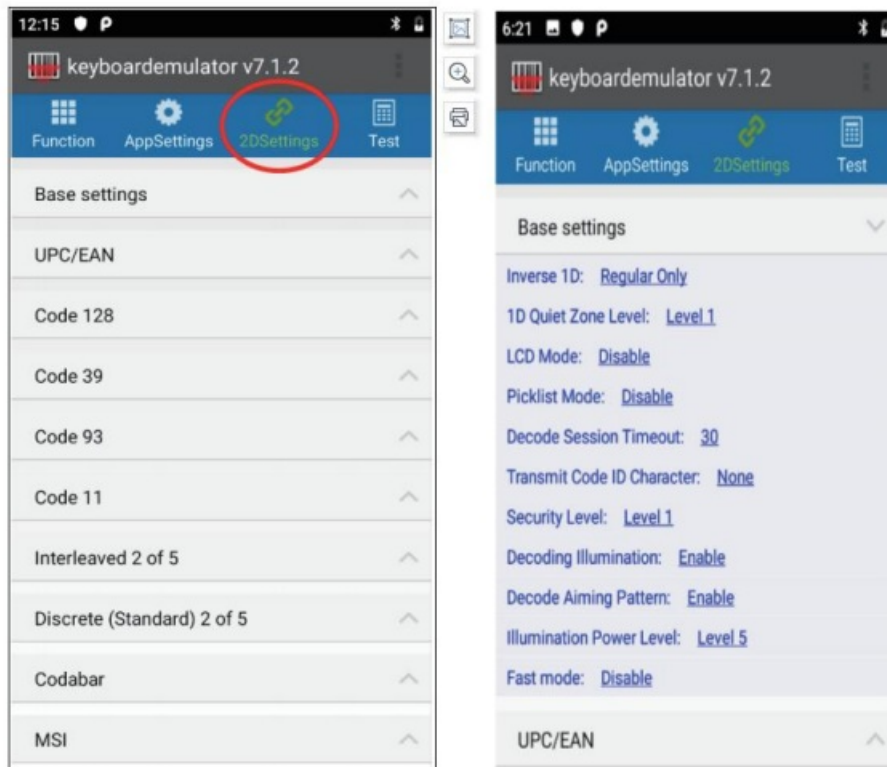 12:15
keyboardemulator v7.1.2
Function AppSettings 2DSettings Test
Base settings
UPC/EAN
Code 128
Code 39
Code 93
Code 11
Interleaved 2 of 5
Discrete (Standard) 2 of 5
Codabar
MSI
6:21
keyboardemulator v7.1.2
Function AppSettings 2DSettings Test
Base settings
Inverse 1D: Regular Only
1D Quiet Zone Level: Level 1
LCD Mode: Disable
Picklist Mode: Disable
Decode Session Timeout: 30
Transmit Code ID Character: None
Security Level: Level 1
Decoding Illumination: Enable
Decode Aiming Pattern: Enable
Illumination Power Level: Level 5
Fast mode: Disable
UPC/EAN